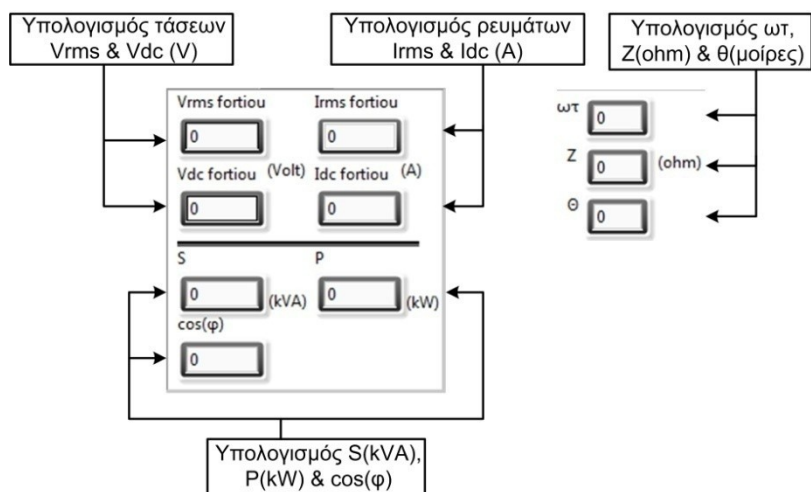 Υπολογισμός τάσεων
Vrms & Vdc (V)
Υπολογισμός ρευμάτων
Irms & Idc (A)
Υπολογισμός ωτ,
Z(ohm) & θ(μοίρες)
Vrms fortiou
Irms fortiou
0
0
Vdc fortiou
(Volt)
Idc fortiou
(A)
0
0
S
P
0
(kVA)
0
(kW)
cos(φ)
0
ωτ
0
Z
0
(ohm)
Θ
0
Υπολογισμός S(kVA),
P(kW) & cos(φ)